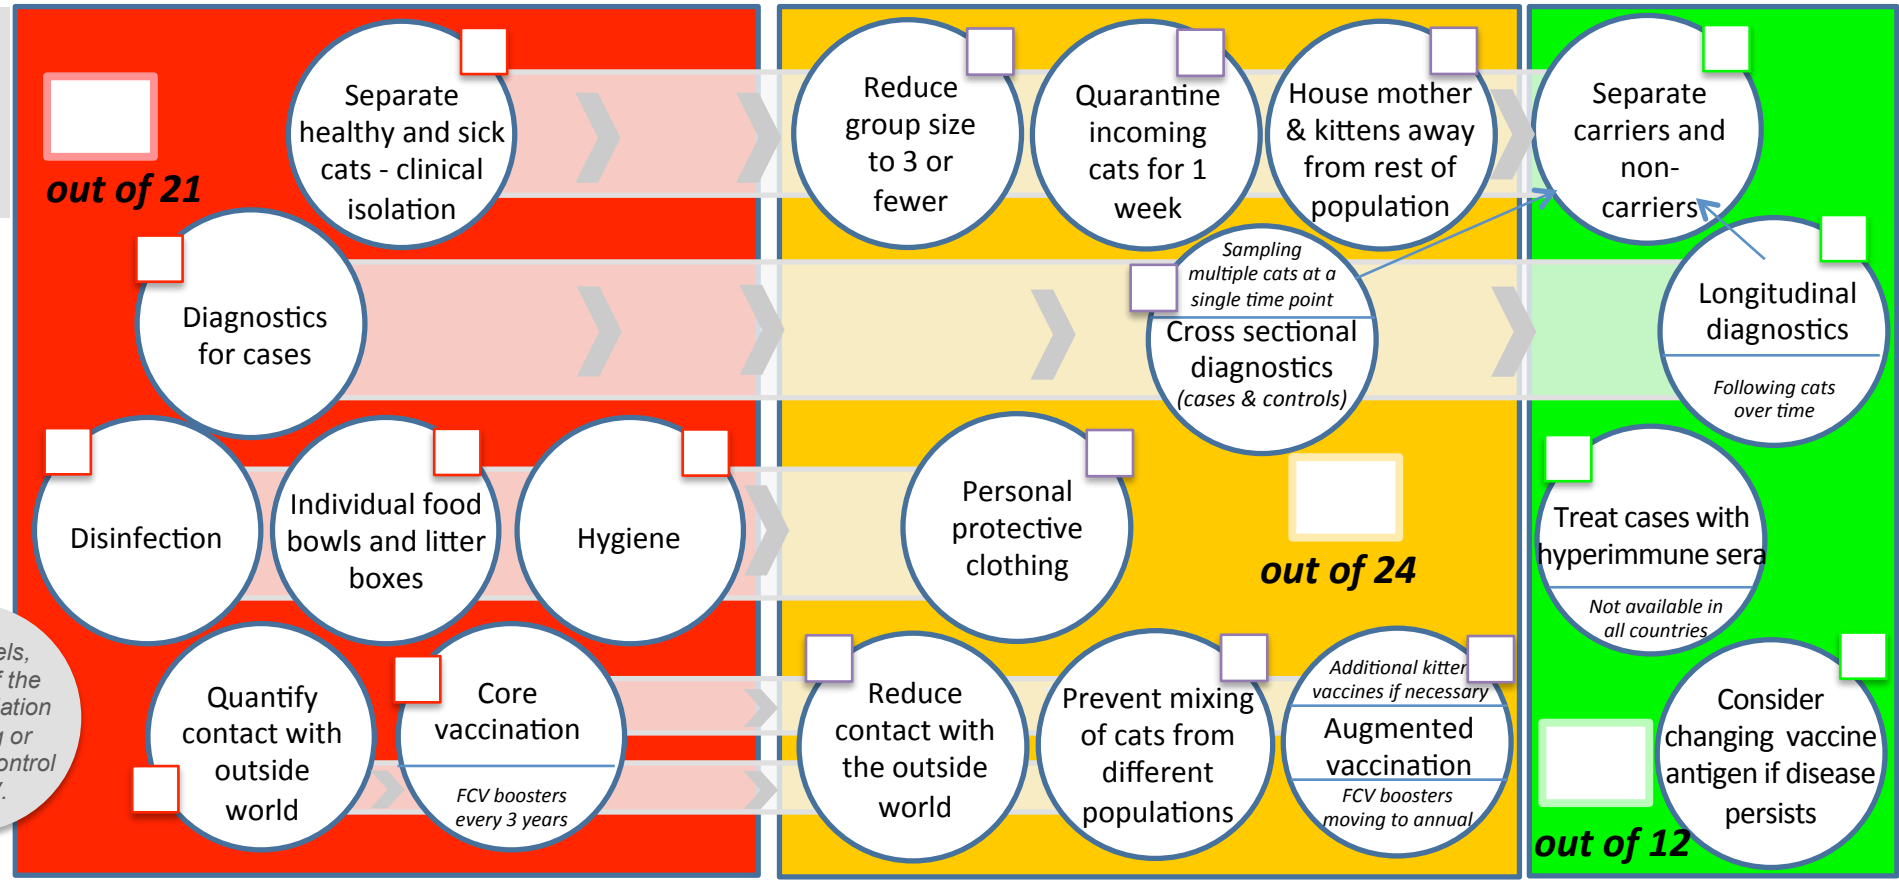 out of 21
Separate
healthy and sick
cats - clinical
isolation
Diagnostics
for cases
Disinfection
Individual food
bowls and litter
boxes
Hygiene
Quantify
contact with
outside
world
Core
vaccination
FCV boosters
every 3 years
Reduce
group size
to 3 or
fewer
Quarantine
incoming
cats for 1
week
House mother
& kittens away
from rest of
population
Sampling
multiple cats at a
single time point
Cross sectional
diagnostics
(cases & controls)
Personal
protective
clothing
out of 24
Reduce
contact with
the outside
world
Prevent mixing
of cats from
different
populations
Additional kitten
vaccines if necessary
Augmented
vaccination
FCV boosters
moving to annual
Separate
carriers and
non-
carriers
Longitudinal
diagnostics
Following cats
over time
Treat cases with
hyperimmune sera
Not available in
all countries
Consider
changing vaccine
antigen if disease
persists
out of 12
the
or